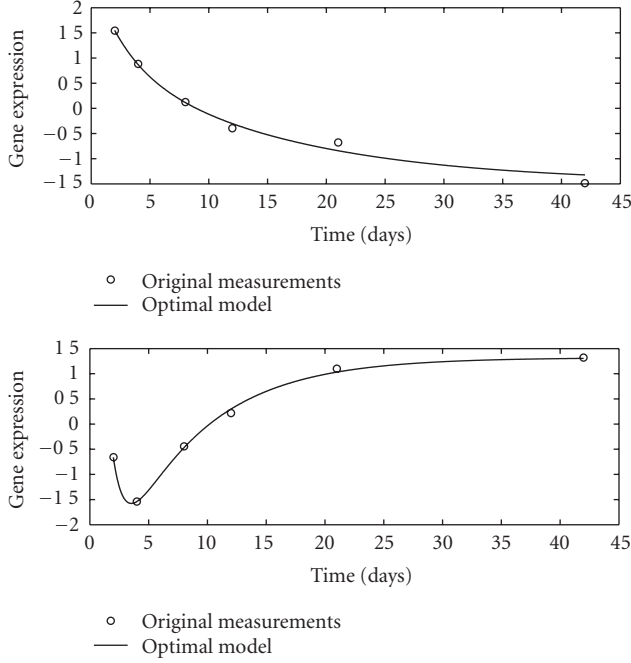 2
1 5
1
0 5
0
−0 5
−1
−1 5
Gene expression
0 5 10 15 20 25 30 35 40 45
Time (days)
Original measurements
Optimal model
1 5
1
0 5
0
−0 5
−1
−1 5
−2
Gene expression
0 5 10 15 20 25 30 35 40 45
Time (days)
Original measurements
Optimal model